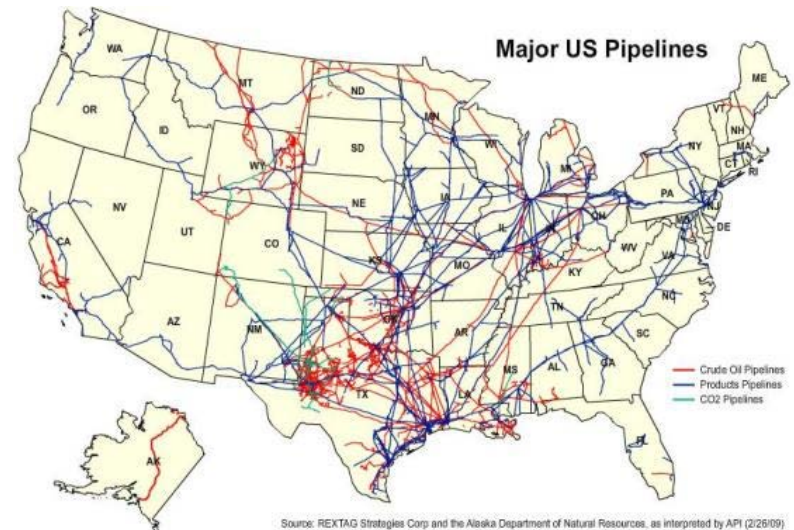 Major US Pipelines
WA
MT
ND
MN
ME
OR
ID
SD
WI
MI
VT
NH
NY
MA
CT
RI
WY
NE
IA
PA
NJ
NV
UT
CO
IL
OH
MD
DE
CA
KS
MO
WV
VA
KY
AZ
NM
OK
AR
TN
NC
SC
TX
LA
MS
AL
GA
FL
AK
Crude Oil Pipelines
Products Pipelines
CO2 Pipelines
Source: REXTAG Strategies Corp and the Alaska Department of Natural Resources, as interpreted by API (2/26/09)